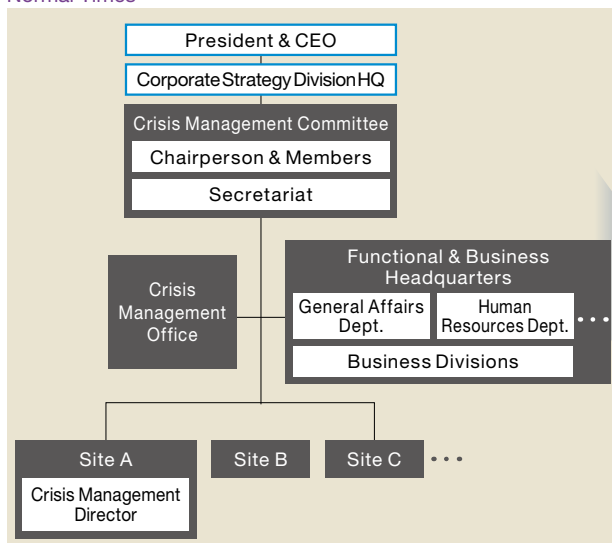 Normal Times
President & CEO
Corporate Strategy Division HQ
Crisis Management Committee
Chairperson & Members
Secretariat
Crisis
Management
Office
Functional & Business
Headquarters
General Affairs
Dept.
Human
Resources Dept.
...
Business Divisions
Site A
Crisis Management
Director
Site B
Site C
...